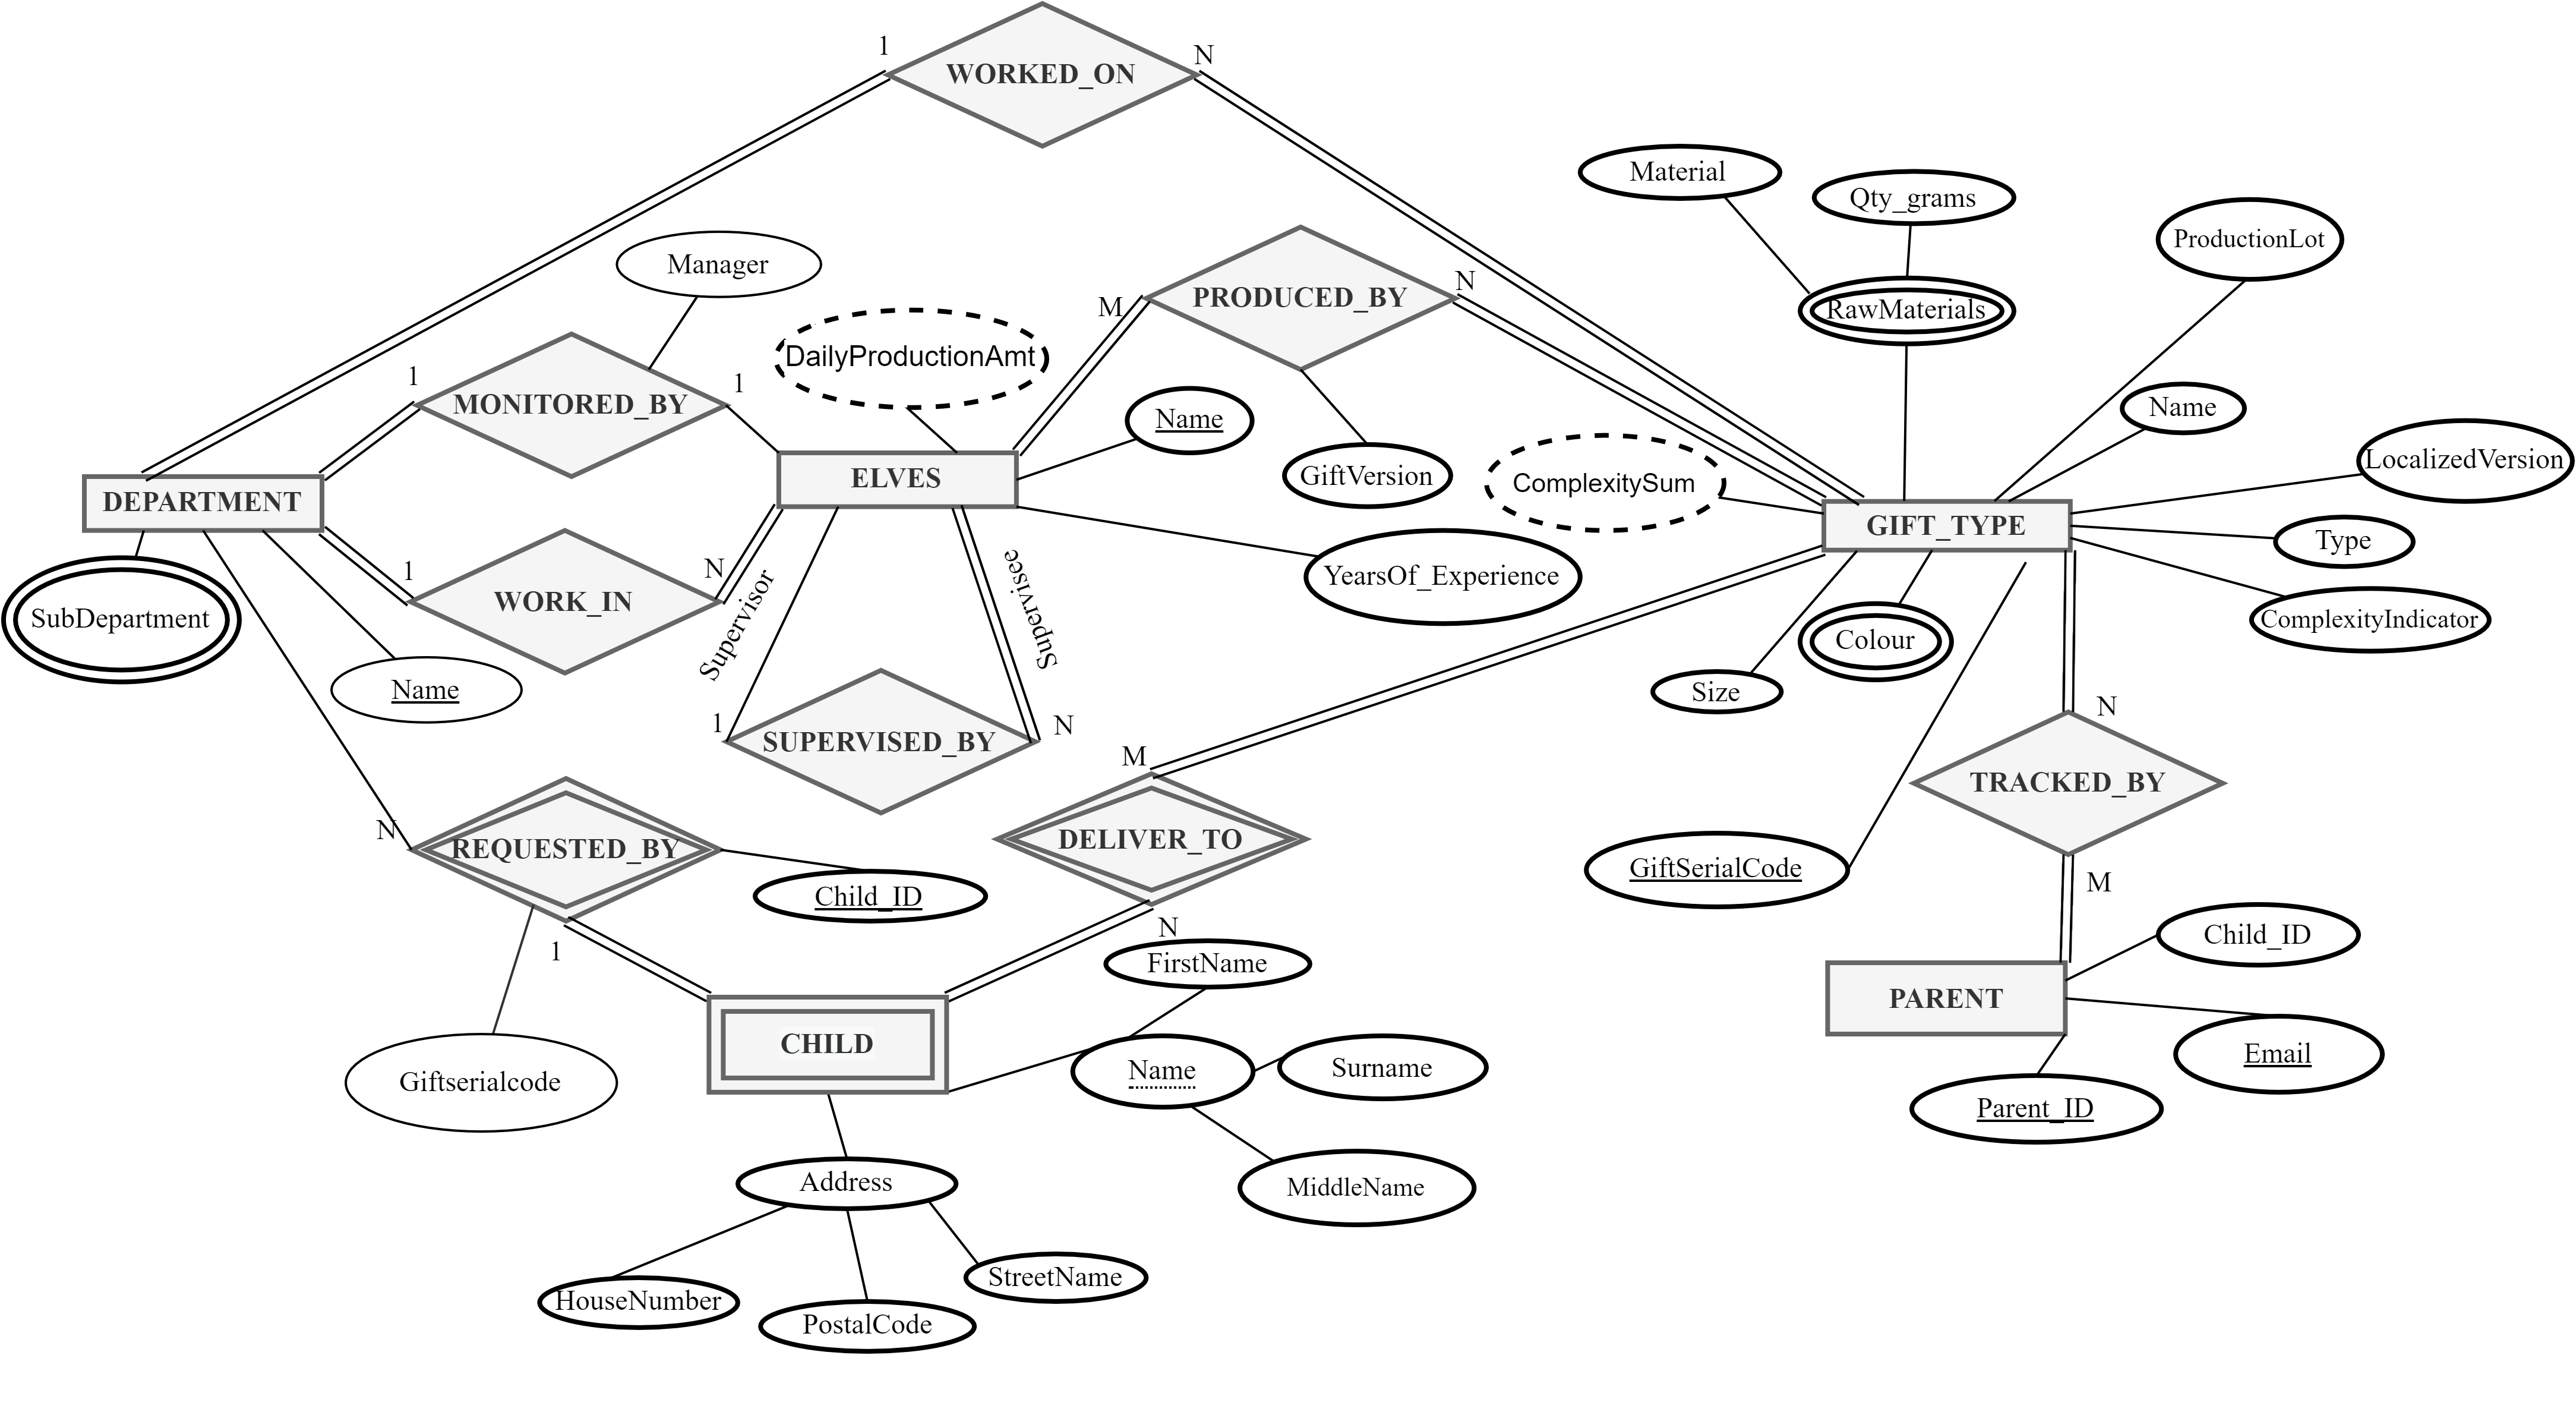 1
WORKED_ON
N
Material
Qty_grams
ProductionLot
Manager
RawMaterials
M
PRODUCED_BY
N
DailyProductionAmt
1
MONITORED_BY
1
Name
Name
GiftVersion
ComplexitySum
LocalizedVersion
DEPARTMENT
ELVES
GIFT_TYPE
Type
SubDepartment
1
WORK_IN
N
Supervisor
Supervisee
YearsOf_Experience
ComplexityIndicator
Colour
Size
Name
1
SUPERVISED_BY
N
N
M
TRACKED_BY
N
REQUESTED_BY
DELIVER_TO
GiftSerialCode
Child_ID
M
1
N
FirstName
Child_ID
PARENT
CHILD
Name
Surname
Email
Giftserialcode
Parent_ID
Address
MiddleName
HouseNumber
PostalCode
StreetName